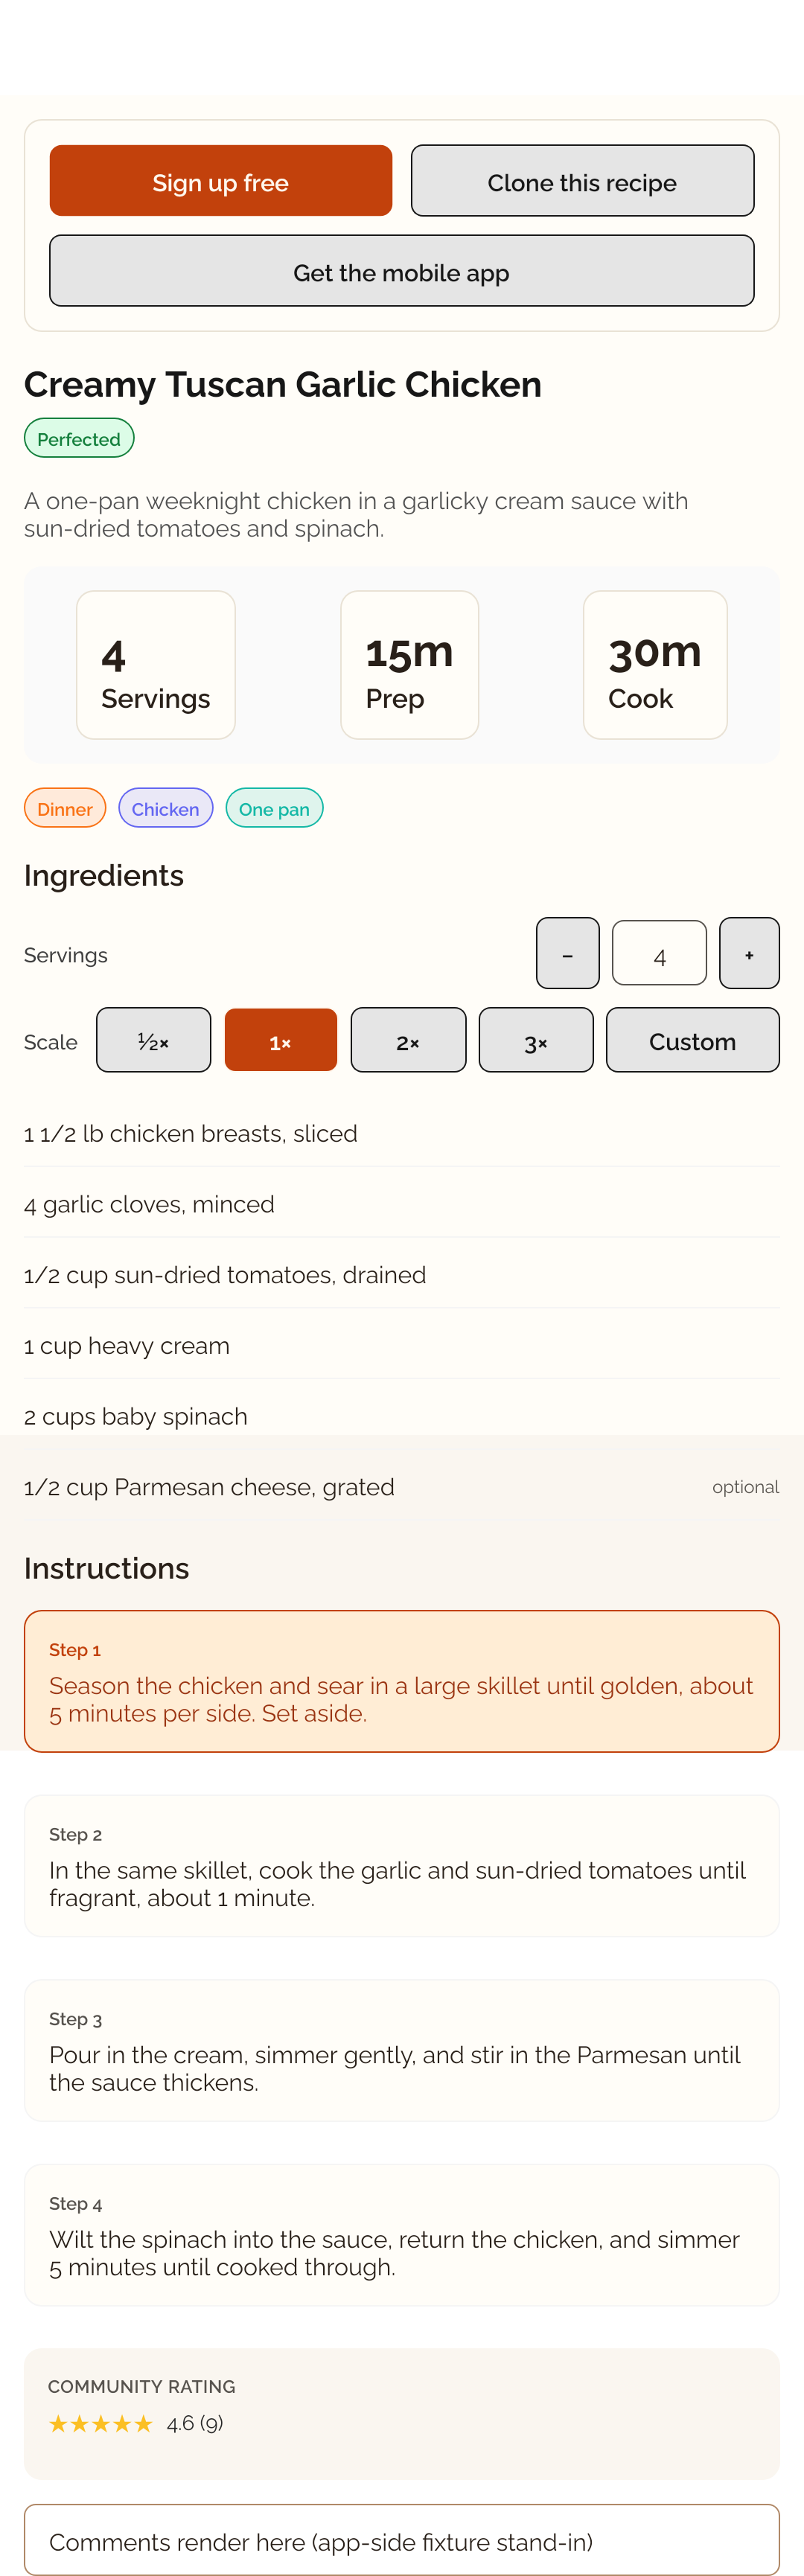 Sign up free
Clone this recipe
Get the mobile app
Creamy Tuscan Garlic Chicken
Perfected
A one-pan weeknight chicken in a garlicky cream sauce with
sun-dried tomatoes and spinach.
4
Servings
15m
Prep
30m
Cook
Dinner
Chicken
One pan
Ingredients
Servings
−
4
+
Scale
½×
1×
2×
3×
Custom
1 1/2 lb chicken breasts, sliced
4 garlic cloves, minced
1/2 cup sun-dried tomatoes, drained
1 cup heavy cream
2 cups baby spinach
1/2 cup Parmesan cheese, grated
optional
Instructions
Step 1
Season the chicken and sear in a large skillet until golden, about
5 minutes per side. Set aside.
Step 2
In the same skillet, cook the garlic and sun-dried tomatoes until
fragrant, about 1 minute.
Step 3
Pour in the cream, simmer gently, and stir in the Parmesan until
the sauce thickens.
Step 4
Wilt the spinach into the sauce, return the chicken, and simmer
5 minutes until cooked through.
COMMUNITY RATING
★★★★★ 4.6 (9)
Comments render here (app-side fixture stand-in)